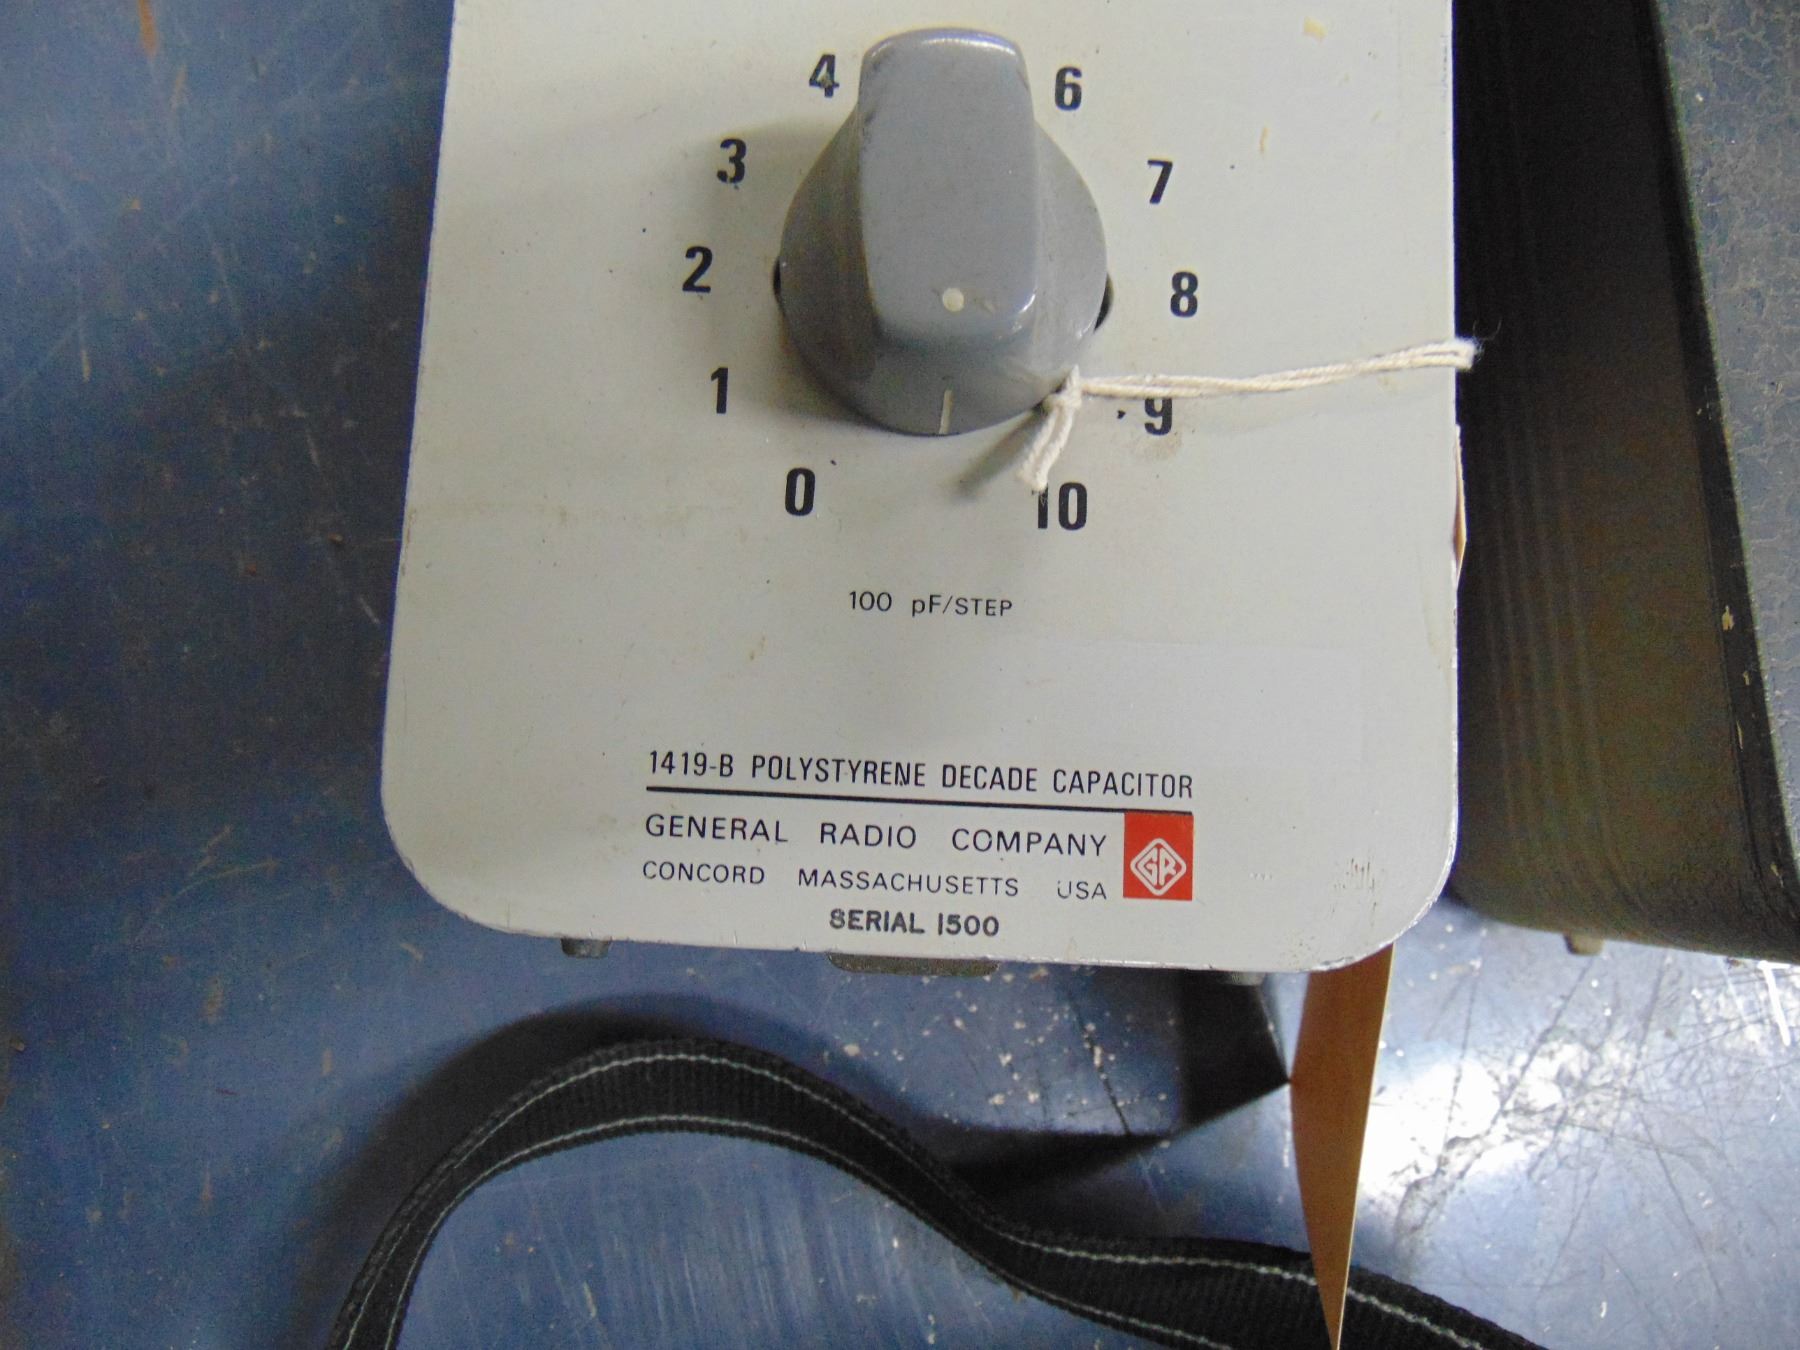 4 6
3 7
2 8
1 9
0 10
100 pF/STEP
1419-B POLYSTYRENE DECADE CAPACITOR
GENERAL RADIO COMPANY
CONCORD MASSACHUSETTS USA
GR
SERIAL 1500